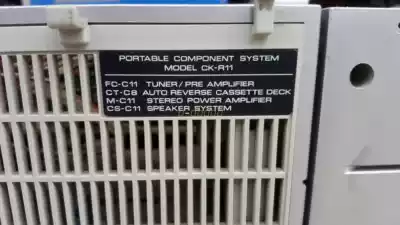 PORTABLE COMPONENT SYSTEM
MODEL CK-R11
FC-C11 TUNER/PRE AMPLIFIER
CT-C8 AUTO REVERSE CASSETTE DECK
M-C11 STEREO POWER AMPLIFIER
CS-C11 SPEAKER SYSTEM